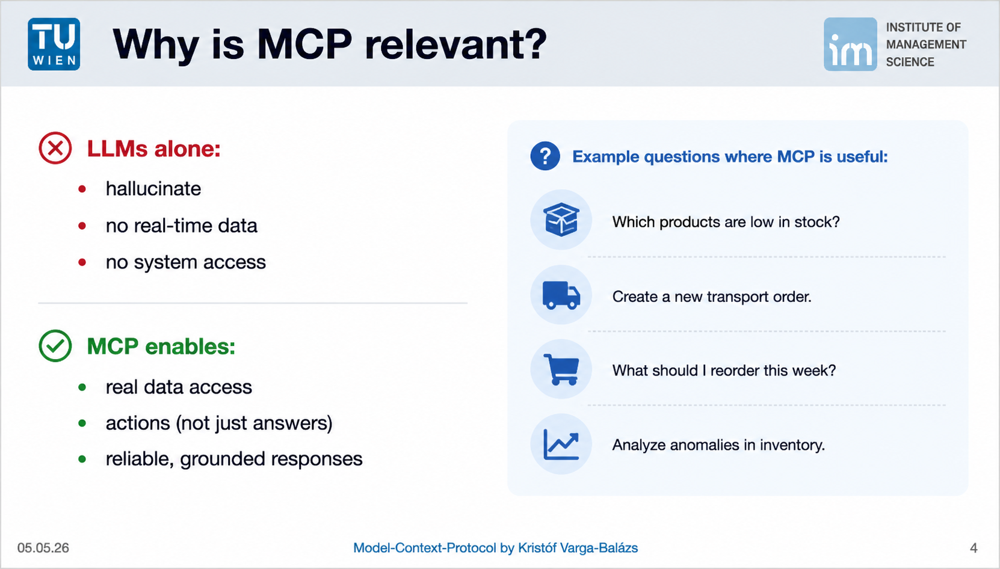 TU
WIEN
Why is MCP relevant?
im
INSTITUTE OF
MANAGEMENT
SCIENCE
LLMs alone:
• hallucinate
• no real-time data
• no system access
MCP enables:
• real data access
• actions (not just answers)
• reliable, grounded responses
? Example questions where MCP is useful:
Which products are low in stock?
Create a new transport order.
What should I reorder this week?
Analyze anomalies in inventory.
05.05.26
Model-Context-Protocol by Kristóf Varga-Balázs
4